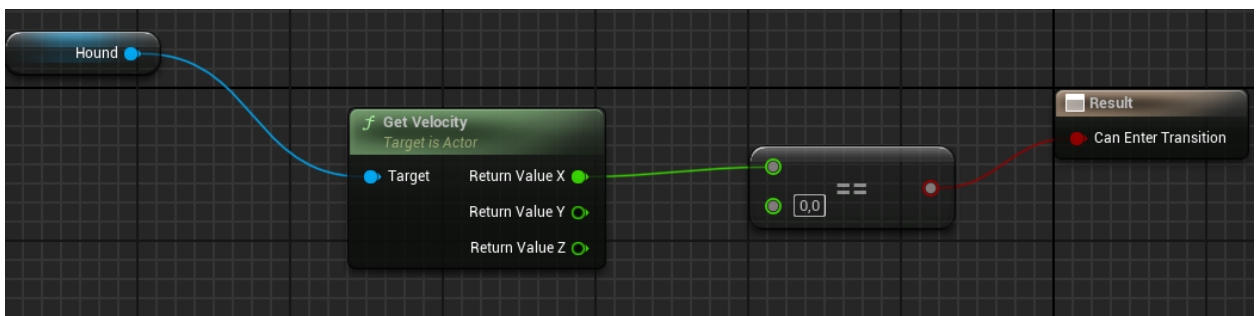 Hound
f Get Velocity
Target is Actor
Target
Return Value X
Return Value Y
Return Value Z
0,0
==
Result
Can Enter Transition